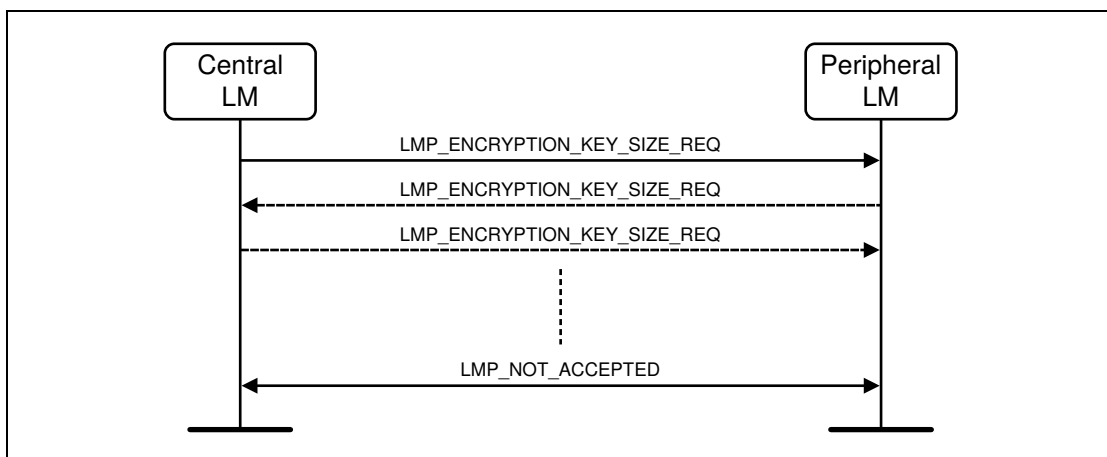 Central
LM
Peripheral
LM
LMP_ENCRYPTION_KEY_SIZE_REQ
LMP_ENCRYPTION_KEY_SIZE_REQ
LMP_ENCRYPTION_KEY_SIZE_REQ
LMP_NOT_ACCEPTED